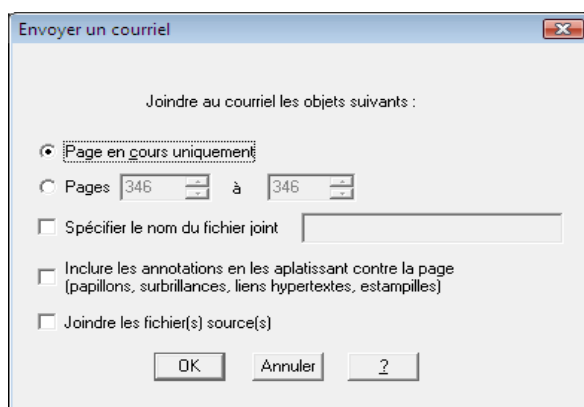 Envoyer un courriel
Joindre au courriel les objets suivants :
Page en cours uniquement
Pages 346 à 346
Spécifier le nom du fichier joint
Inclure les annotations en les aplatissant contre la page
(papillons, surbrillances, liens hypertextes, estampilles)
Joindre les fichier(s) source(s)
OK Annuler ?